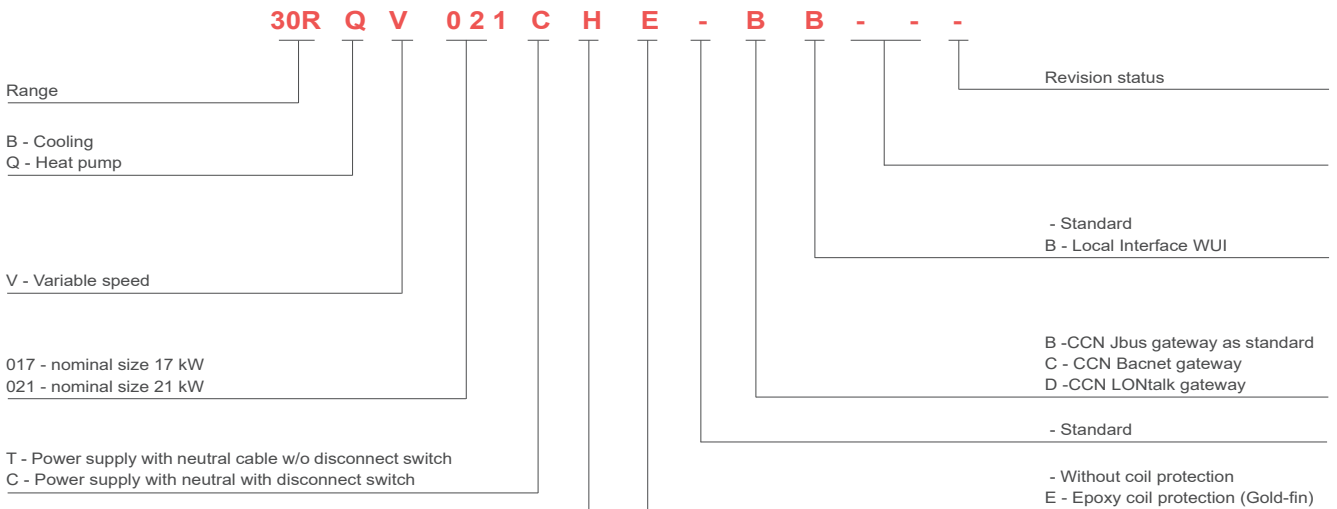 30R Q V 0 2 1 C H E - B B - - -
Range
B - Cooling
Q - Heat pump
V - Variable speed
017 - nominal size 17 kW
021 - nominal size 21 kW
T - Power supply with neutral cable w/o disconnect switch
C - Power supply with neutral with disconnect switch
Revision status
- Standard
B - Local Interface WUI
B -CCN Jbus gateway as standard
C - CCN Bacnet gateway
D -CCN LONtalk gateway
- Standard
- Without coil protection
E - Epoxy coil protection (Gold-fin)